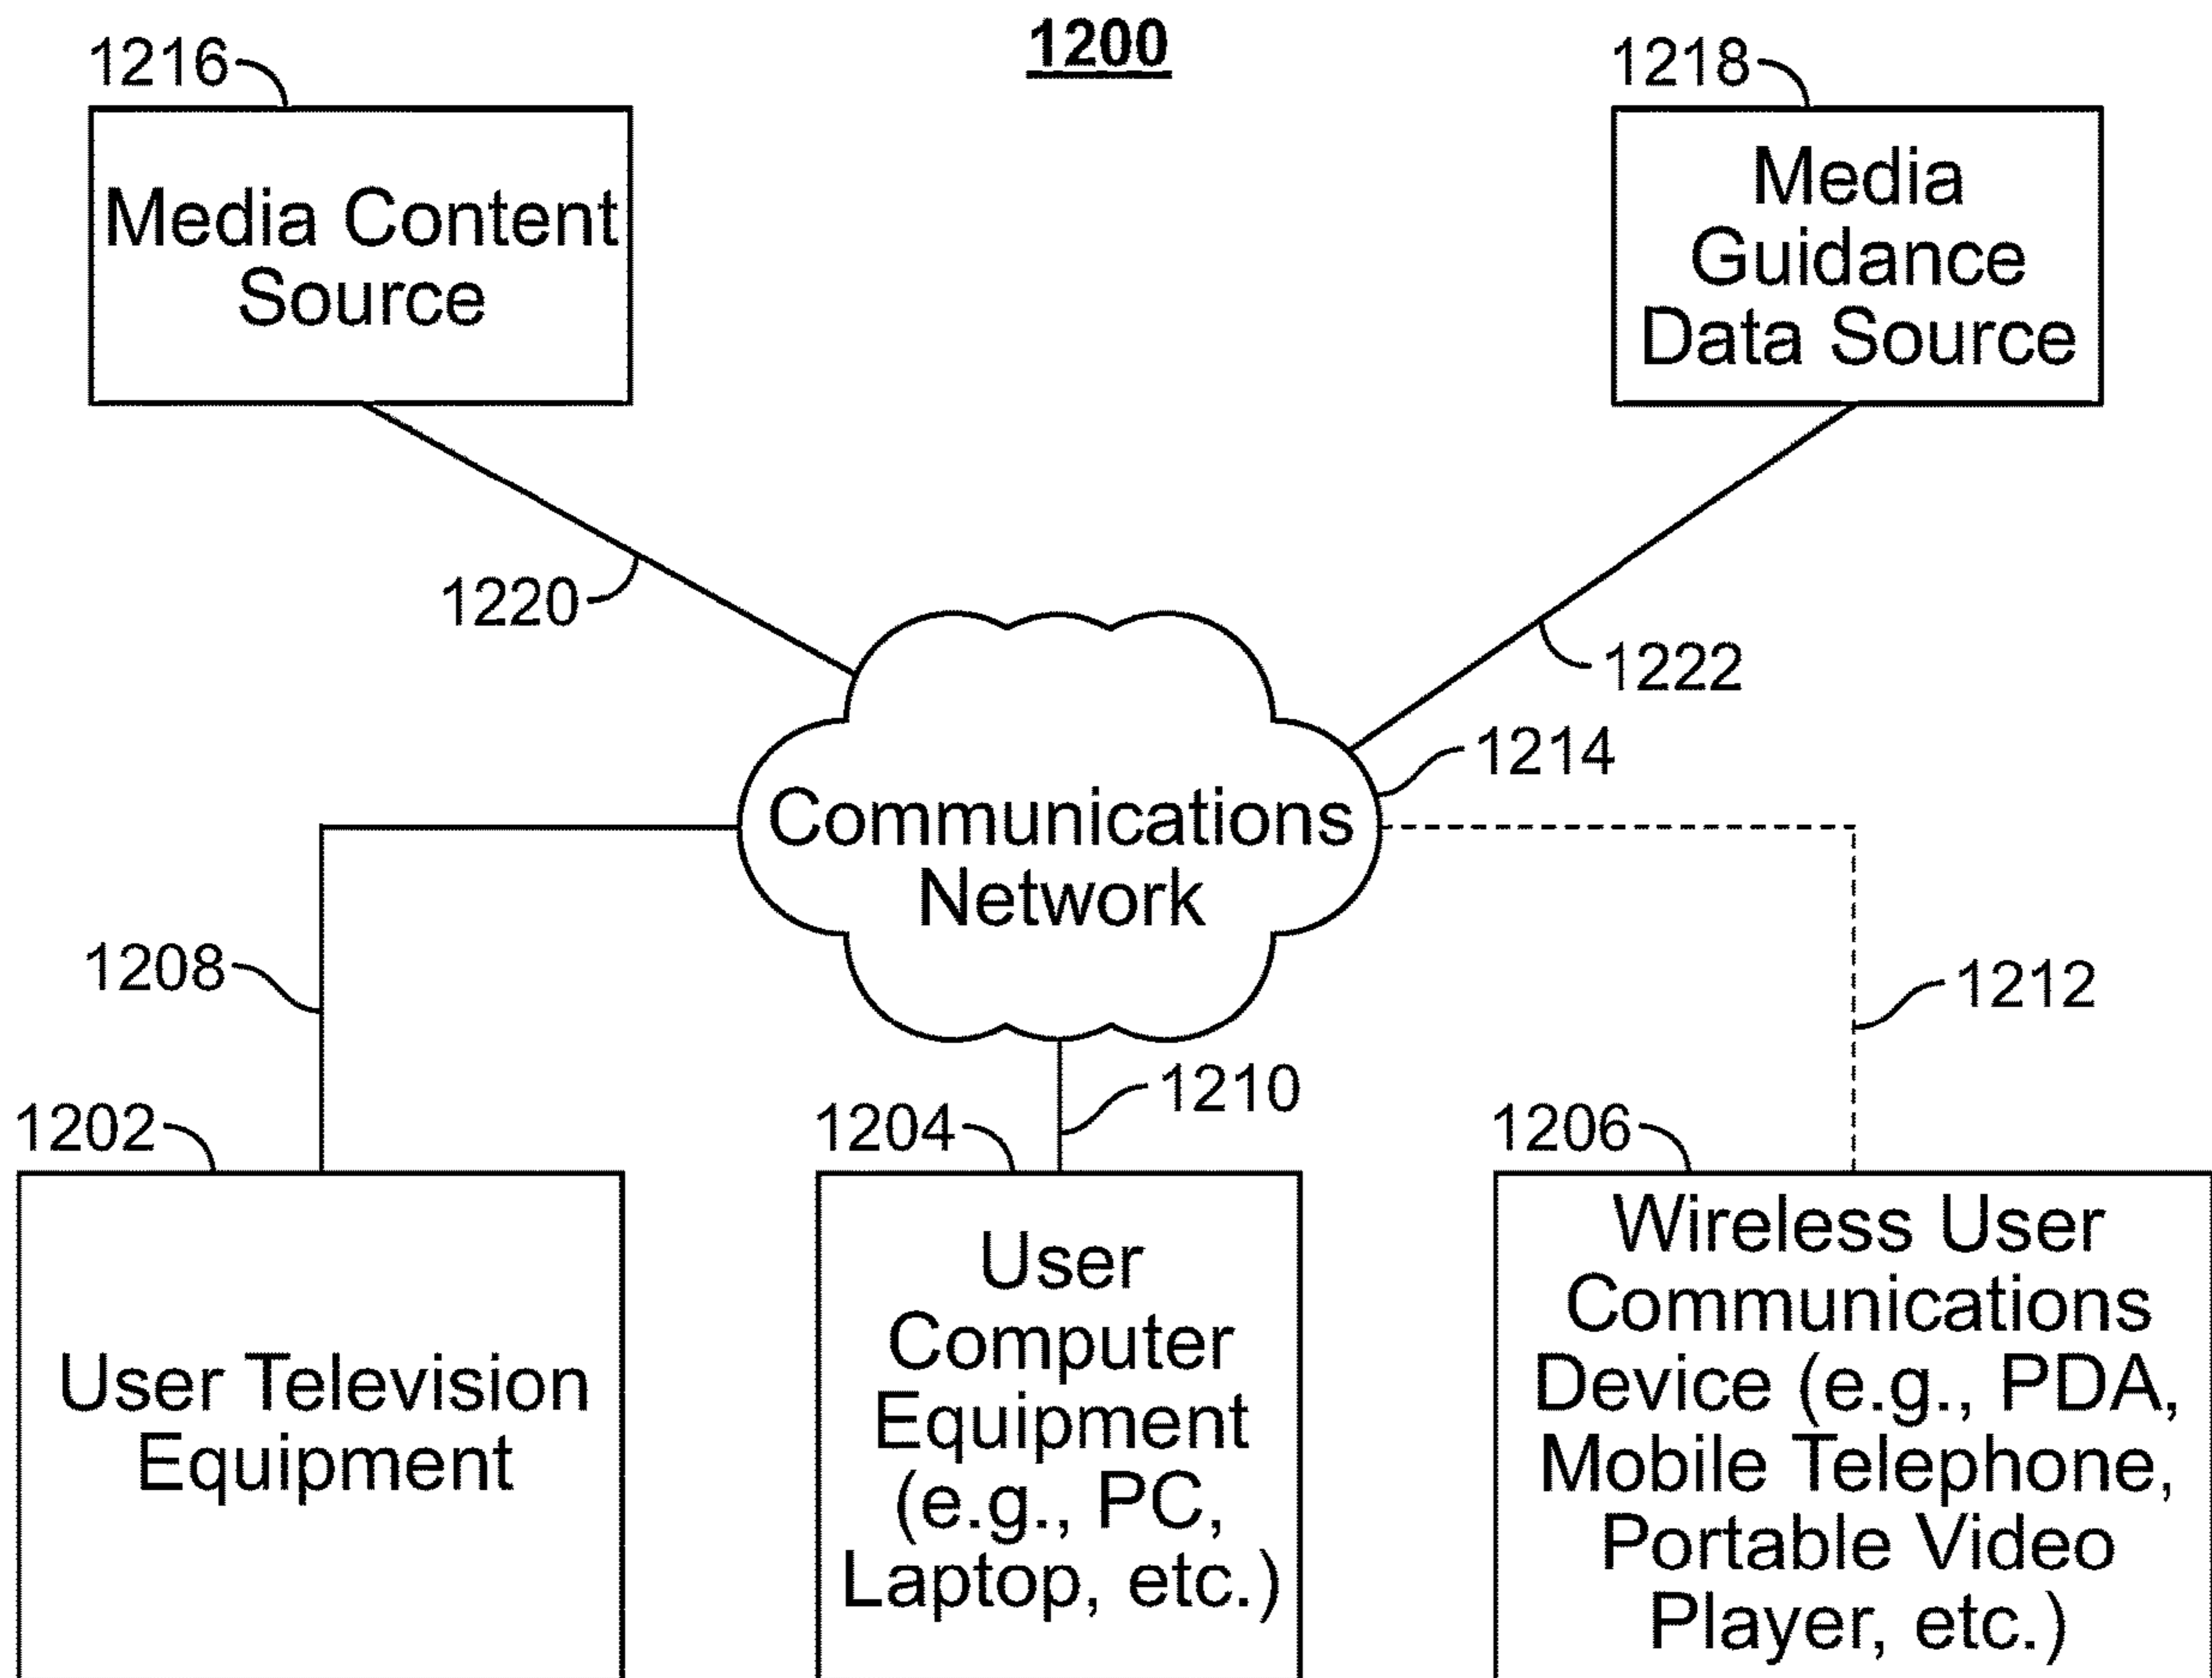 1200
1216
Media Content
Source
1218
Media
Guidance
Data Source
1220
1222
1214
Communications
Network
1208
1212
1210
1202
User Television
Equipment
1204
User
Computer
Equipment
(e.g., PC,
Laptop, etc.)
1206
Wireless User
Communications
Device (e.g., PDA,
Mobile Telephone,
Portable Video
Player, etc.)